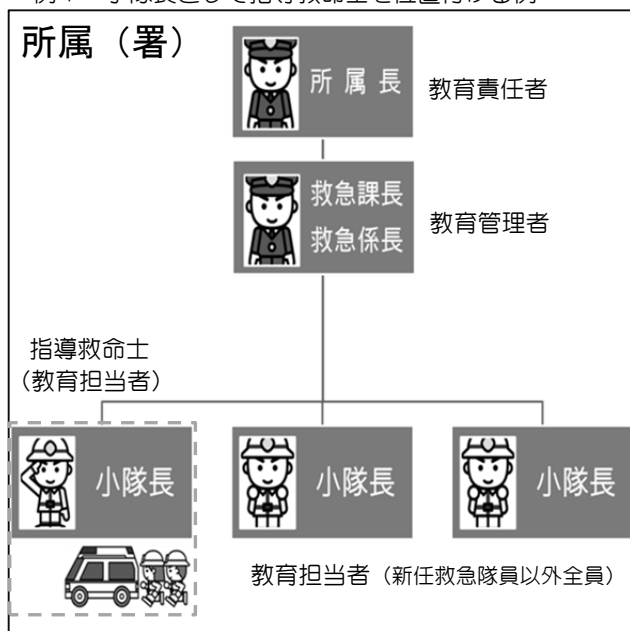 所属（署）
所 属 長
教育責任者
救急課長
救急係長
教育管理者
指導救命士
（教育担当者）
小隊長
小隊長
小隊長
教育担当者（新任救急隊員以外全員）